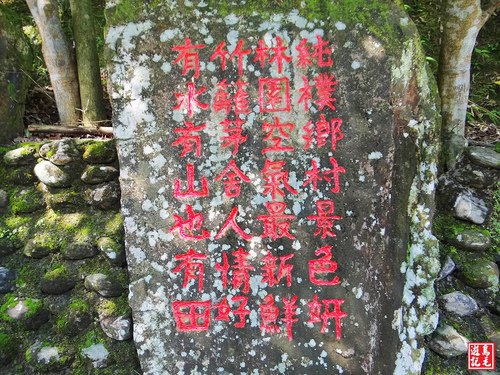 純樸鄉村景色妍
林園空氣最新鮮
竹籬茅舍人情好
有水有山也有田